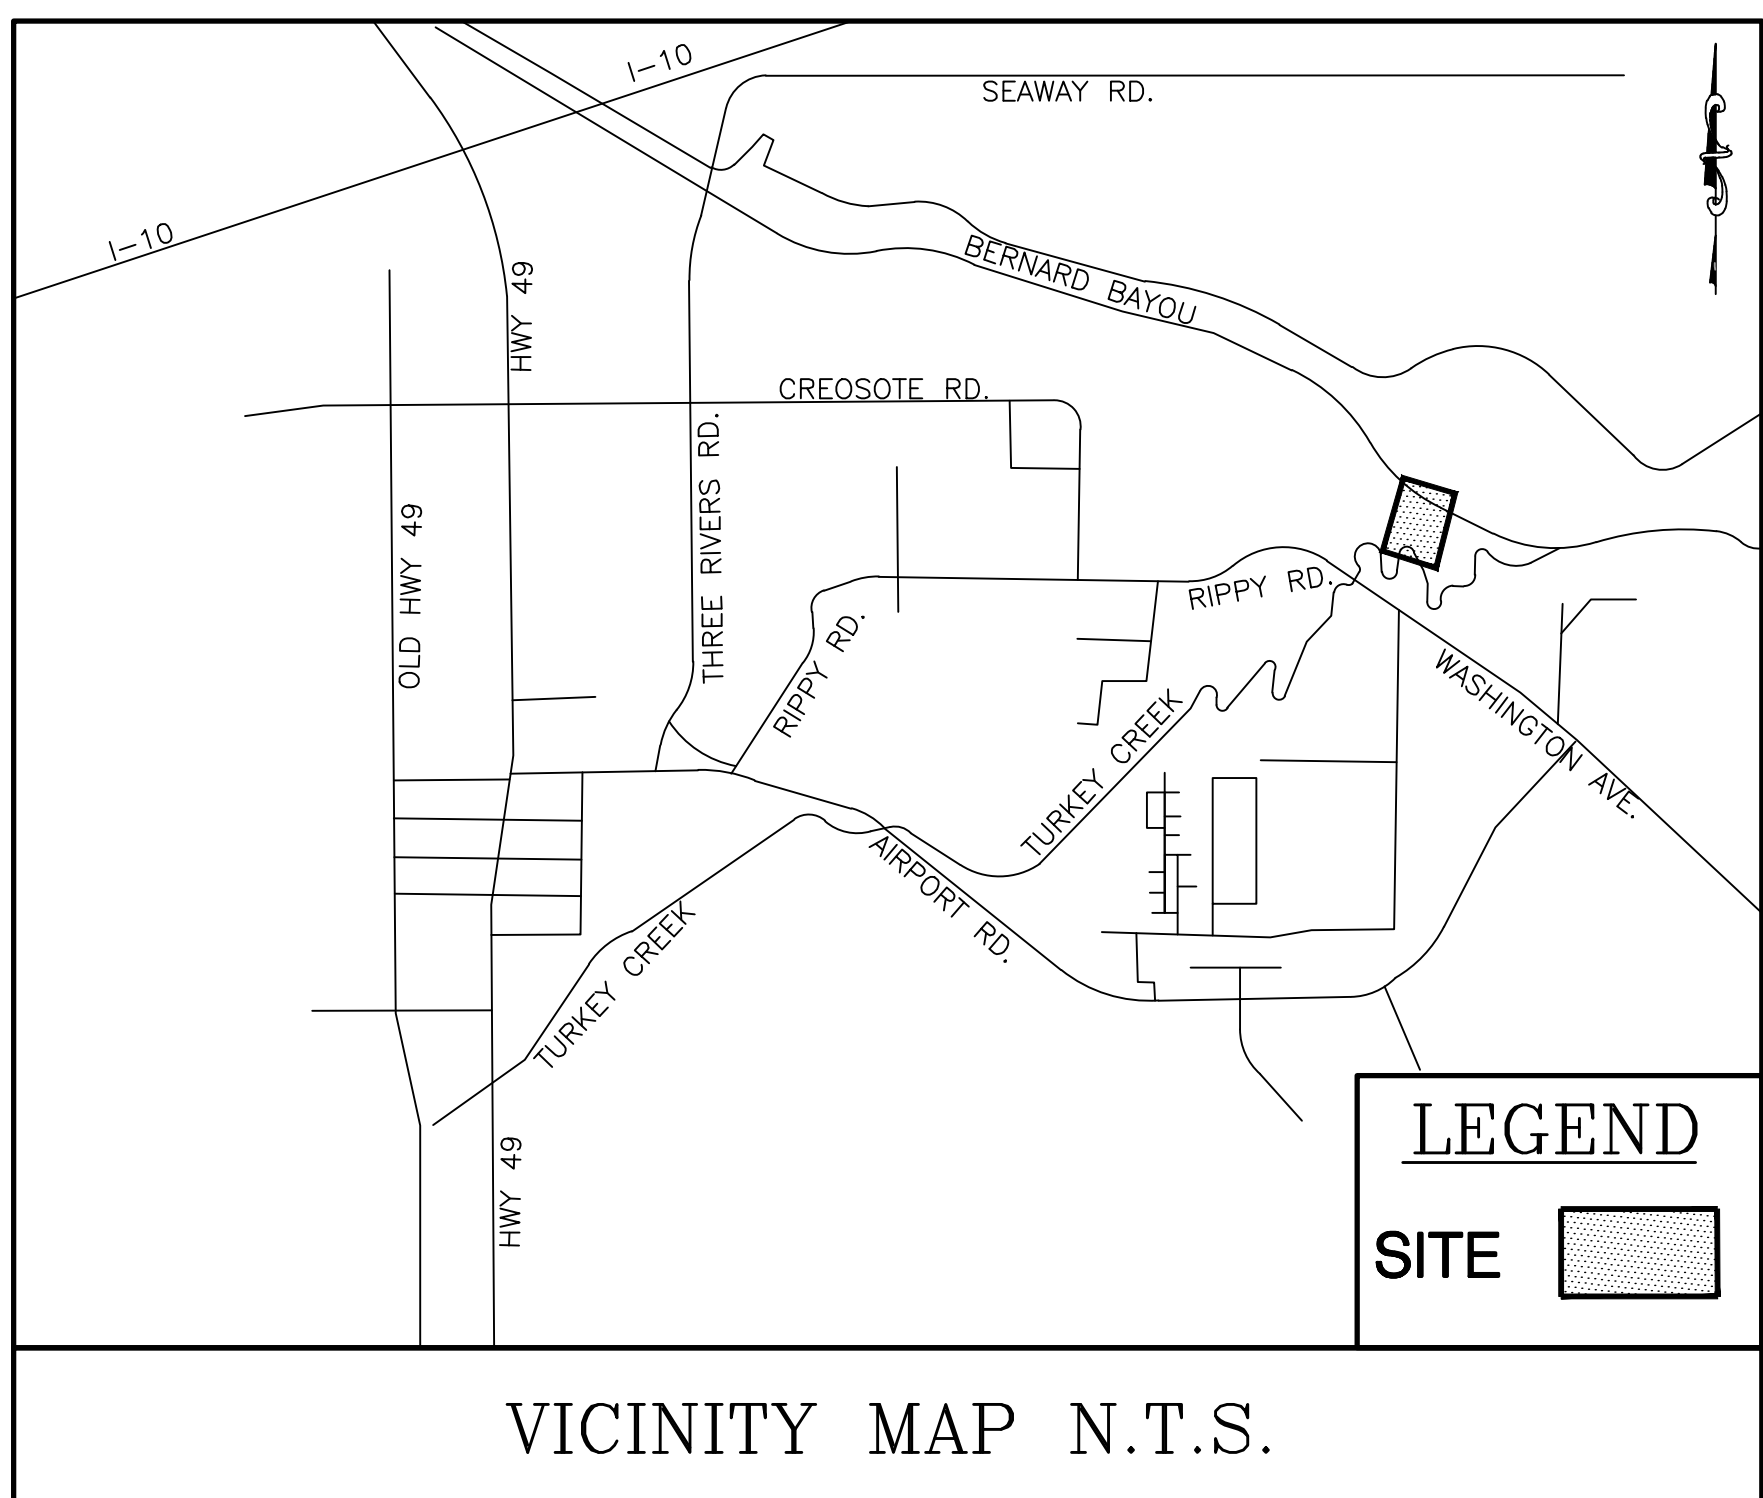 I-10
SEAWAY RD.
I-10
BERNARD BAYOU
HWY 49
CREOSOTE RD.
THREE RIVERS RD.
OLD HWY 49
RIPPY RD.
RIPPY RD.
WASHINGTON AVE.
TURKEY CREEK
AIRPORT RD.
TURKEY CREEK
HWY 49
LEGEND
SITE
VICINITY MAP N.T.S.